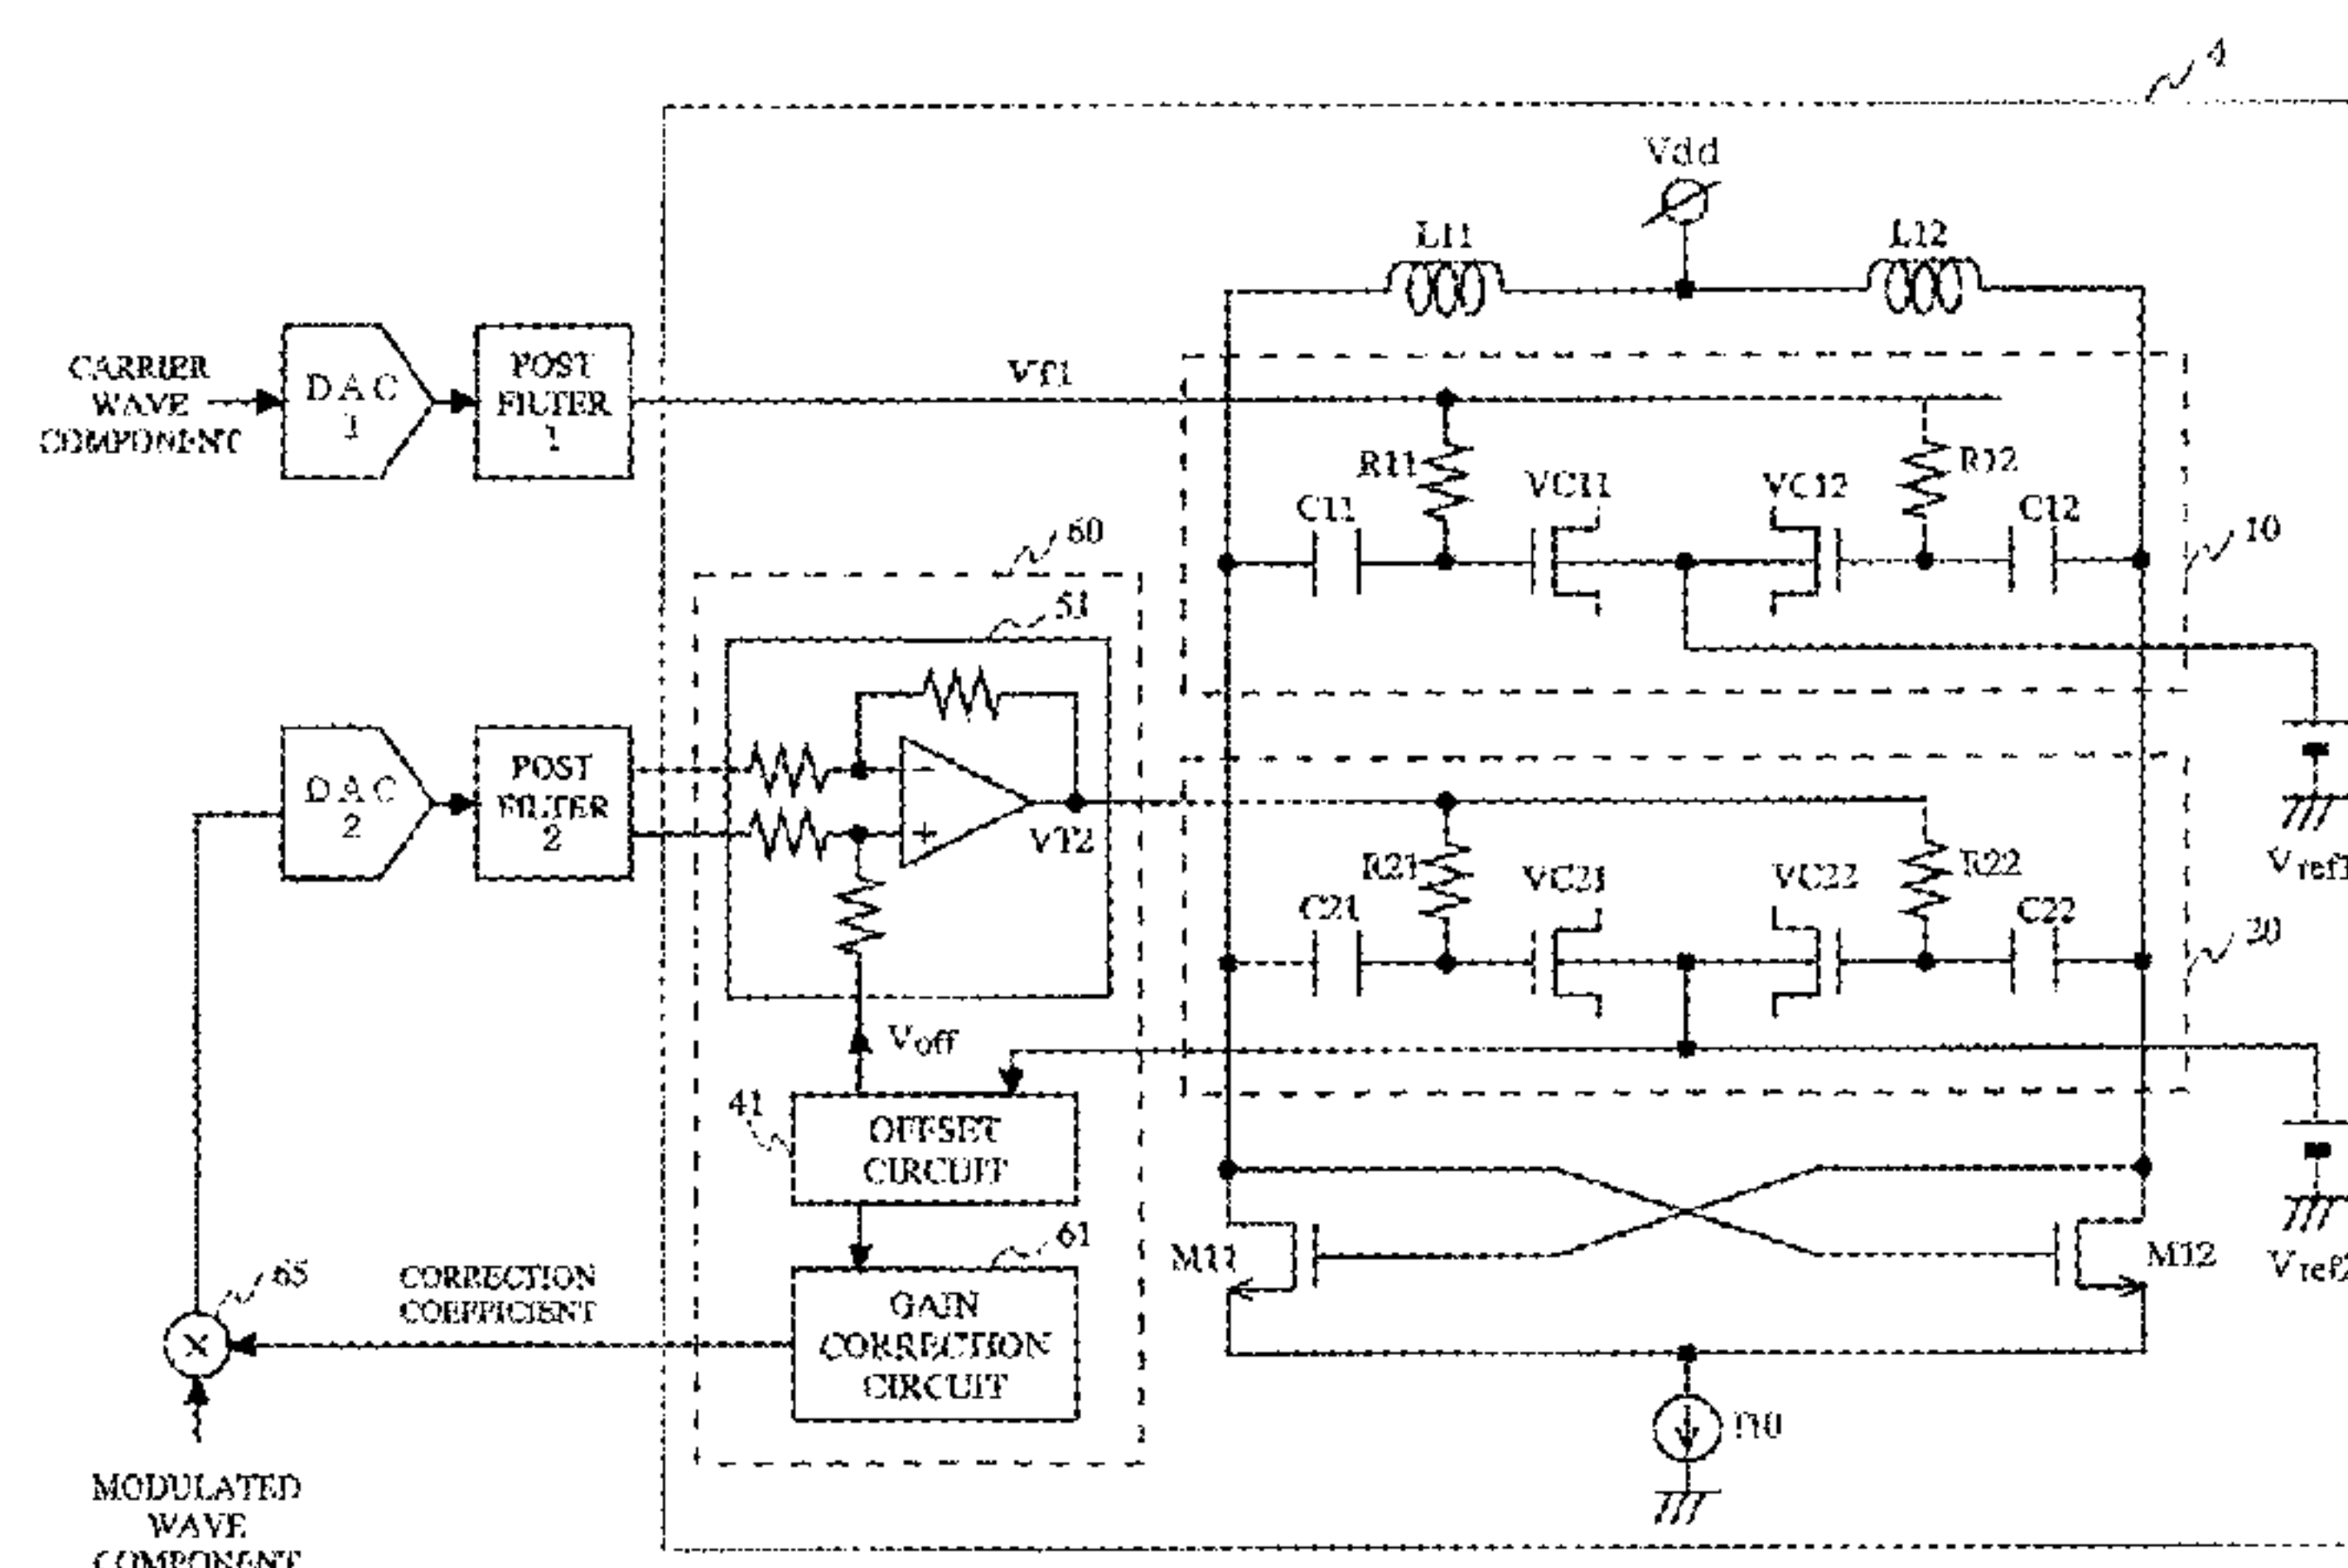 4
Vdd
L11
L12
CARRIER
WAVE
COMPONENT
DAC
1
POST
FILTER
1
VT1
R11
VC11
VC12
R12
C11
C12
10
60
51
DAC
2
POST
FILTER
2
−
+
VT2
R21
VC21
VC22
R22
C21
C22
20
Vref1
Voff
41
OFFSET
CIRCUIT
61
GAIN
CORRECTION
CIRCUIT
CORRECTION
COEFFICIENT
65
×
M11
M12
Vref2
I10
MODULATED
WAVE
COMPONENT